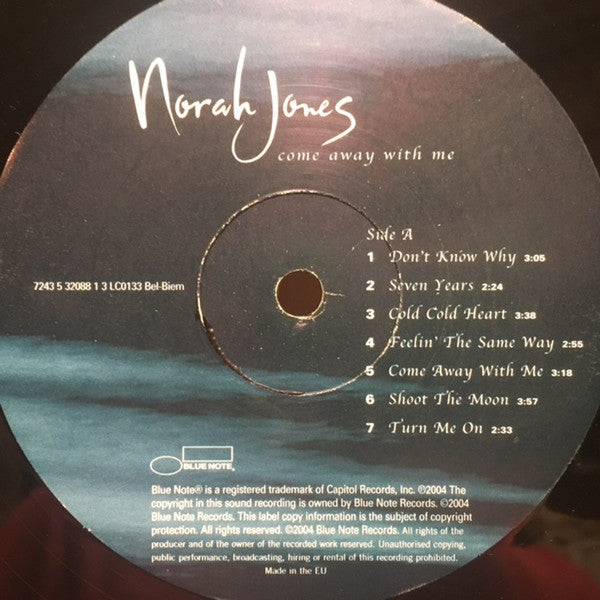 Norah Jones
come away with me
Side A
1 Don't Know Why 3:05
2 Seven Years 2:24
3 Cold Cold Heart 3:38
4 Feelin' The Same Way 2:55
5 Come Away With Me 3:18
6 Shoot The Moon 3:57
7 Turn Me On 2:33
7243 5 32088 1 3 LC0133 Bel-Biem
BLUE NOTE
Blue Note® is a registered trademark of Capitol Records, Inc. ℗2004 The
copyright in this sound recording is owned by Blue Note Records. ©2004
Blue Note Records. This label copy information is the subject of copyright
protection. All rights reserved. ©2004 Blue Note Records. All rights of the
producer and of the owner of the recorded work reserved. Unauthorised copying,
public performance, broadcasting, hiring or rental of this recording prohibited.
Made in the EU